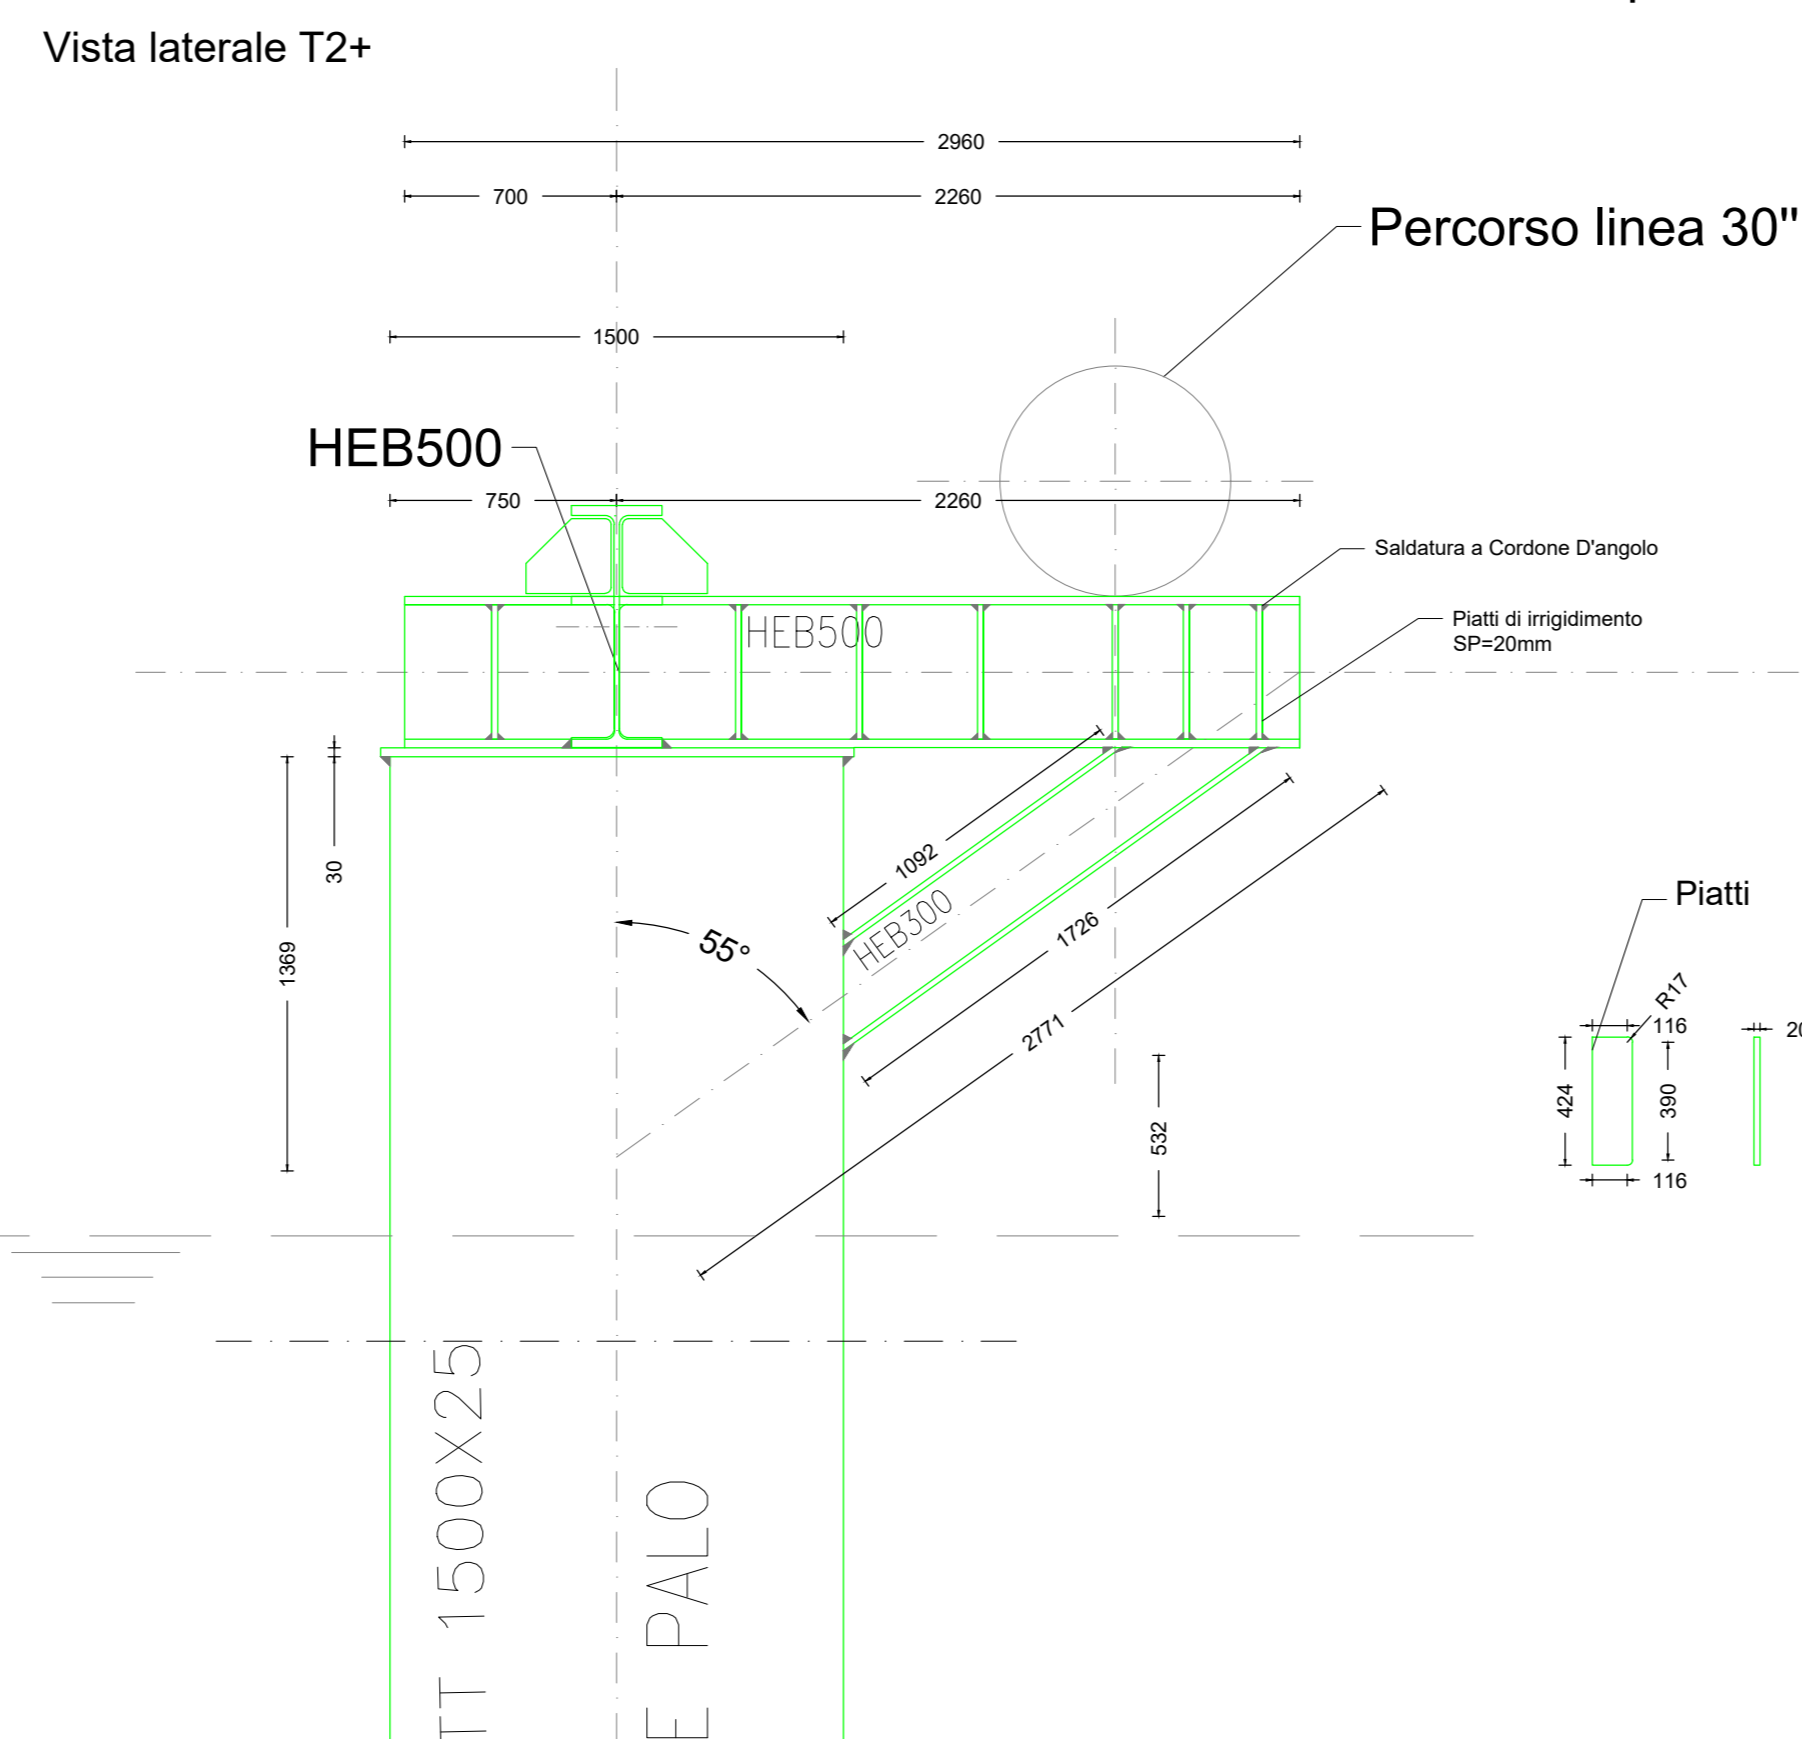 Vista laterale T2+
2960
700
2260
Percorso linea 30"
1500
HEB500
750
2260
Saldatura a Cordone D'angolo
HEB500
Piatti di irrigidimento
SP=20mm
30
1369
1092
HEB300
55°
1726
2771
532
Piatti
R17
116
20
424
390
116
TT 1500X25
E PALO